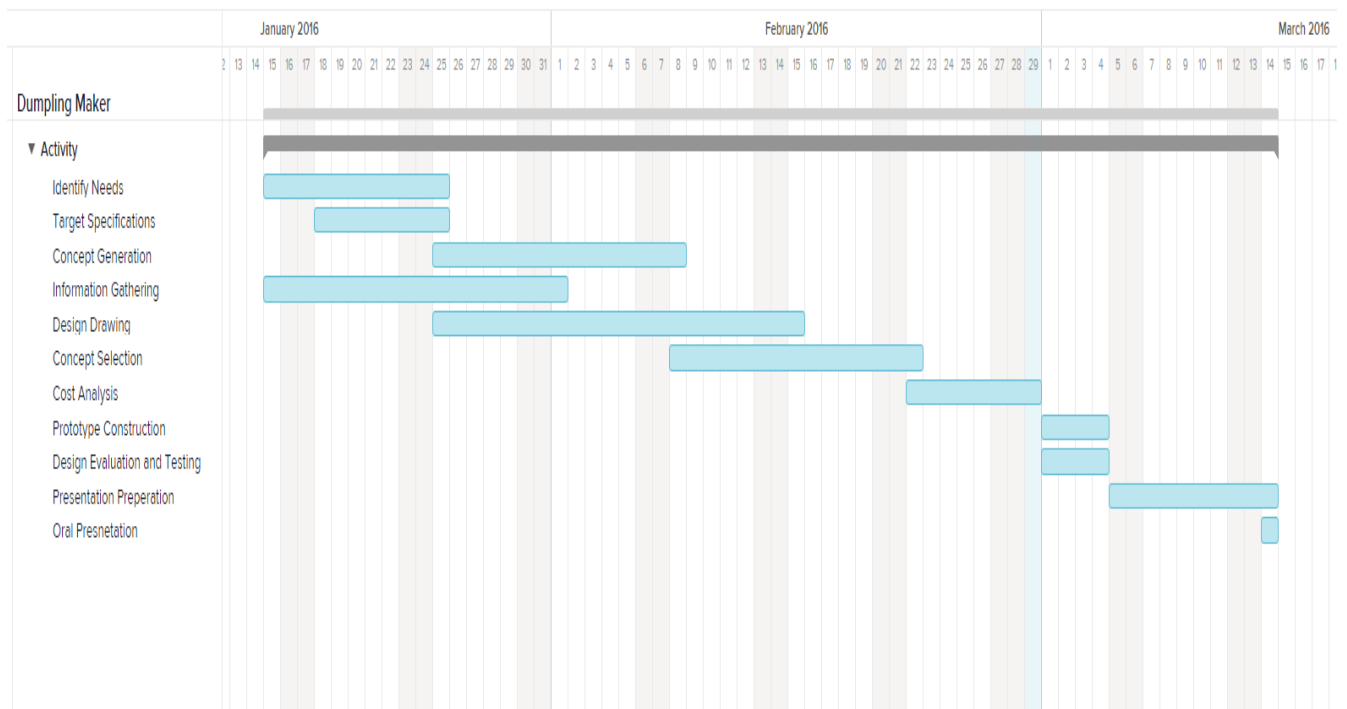 January 2016 February 2016 March 2016
2 13 14 15 16 17 18 19 20 21 22 23 24 25 26 27 28 29 30 31 1 2 3 4 5 6 7 8 9 10 11 12 13 14 15 16 17 18 19 20 21 22 23 24 25 26 27 28 29 1 2 3 4 5 6 7 8 9 10 11 12 13 14 15 16 17 1
Dumpling Maker
Activity
Identify Needs
Target Specifications
Concept Generation
Information Gathering
Design Drawing
Concept Selection
Cost Analysis
Prototype Construction
Design Evaluation and Testing
Presentation Preperation
Oral Presnetation